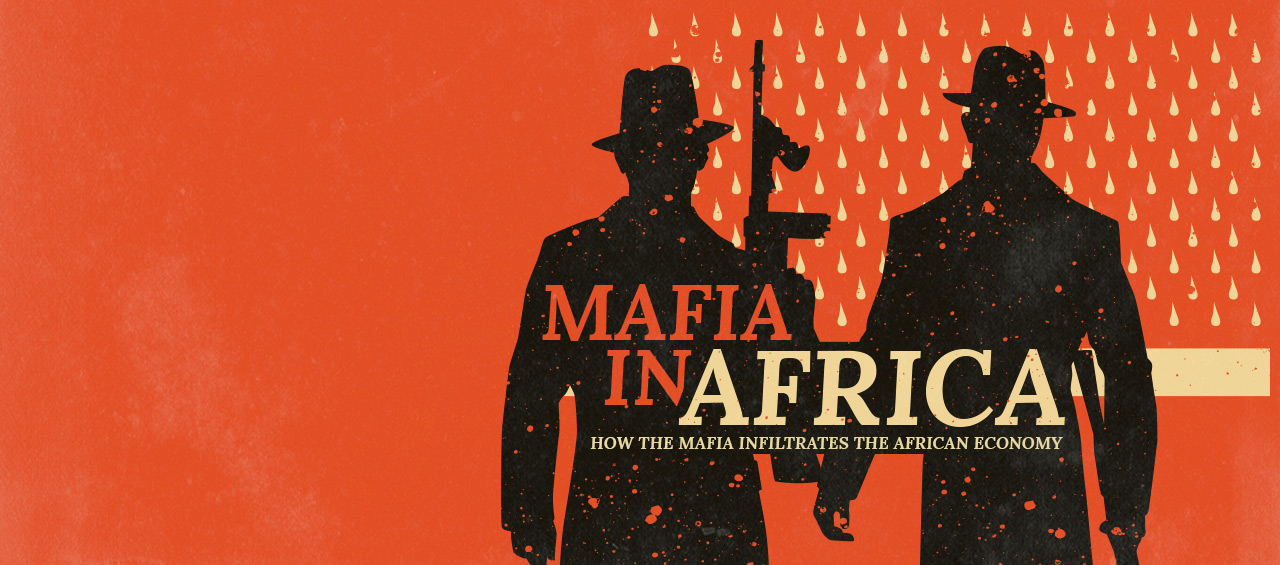 MAFIA
IN AFRICA
HOW THE MAFIA INFILTRATES THE AFRICAN ECONOMY